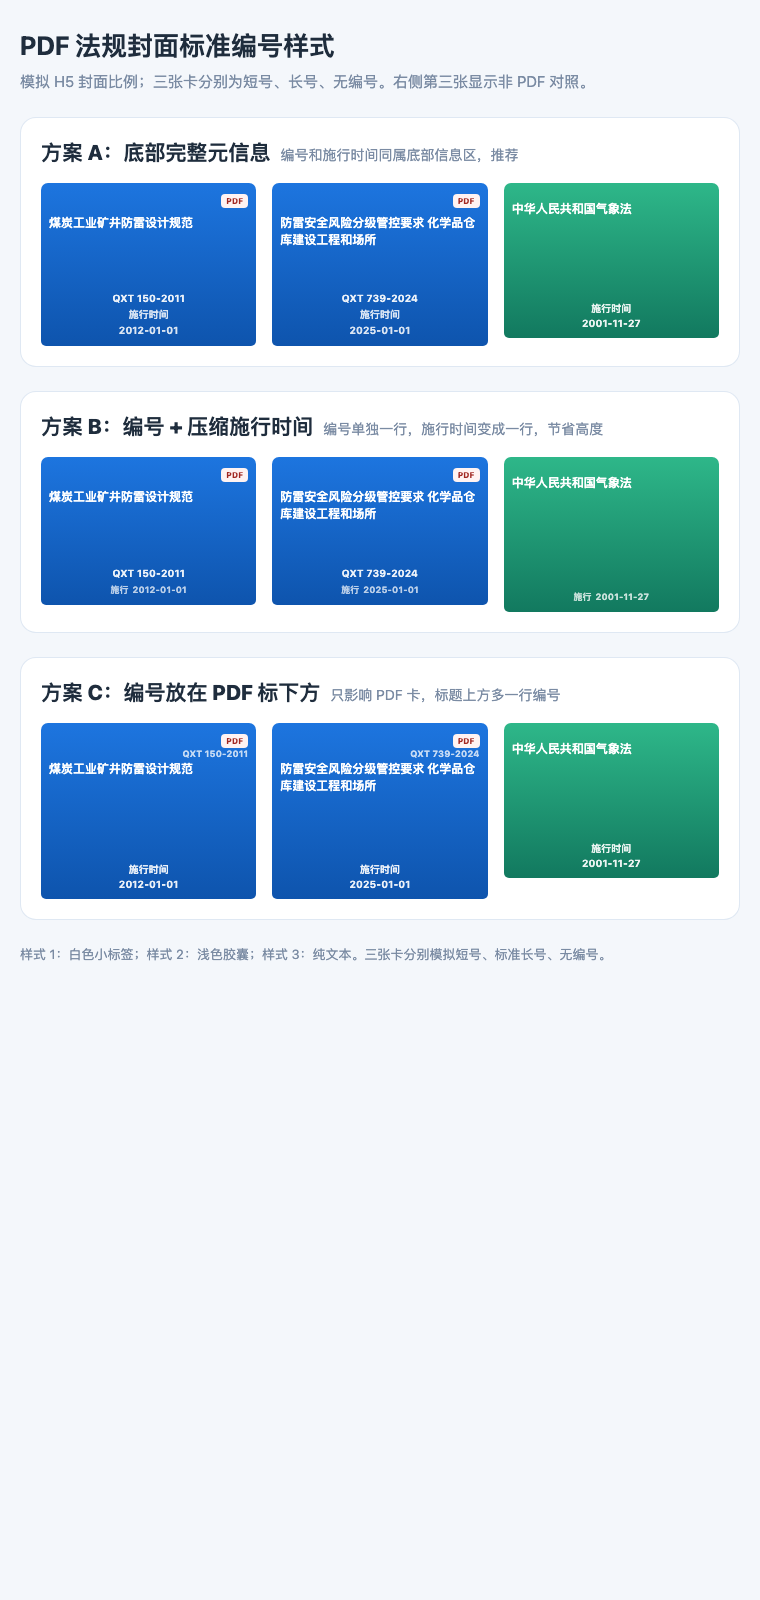 PDF 法规封面标准编号样式
模拟 H5 封面比例；三张卡分别为短号、长号、无编号。右侧第三张显示非 PDF 对照。
方案 A：底部完整元信息 编号和施行时间同属底部信息区，推荐
PDF
煤炭工业矿井防雷设计规范
QXT 150-2011
施行时间
2012-01-01
PDF
防雷安全风险分级管控要求 化学品仓
库建设工程和场所
QXT 739-2024
施行时间
2025-01-01
中华人民共和国气象法
施行时间
2001-11-27
方案 B：编号 + 压缩施行时间 编号单独一行，施行时间变成一行，节省高度
PDF
煤炭工业矿井防雷设计规范
QXT 150-2011
施行 2012-01-01
PDF
防雷安全风险分级管控要求 化学品仓
库建设工程和场所
QXT 739-2024
施行 2025-01-01
中华人民共和国气象法
施行 2001-11-27
方案 C：编号放在 PDF 标下方 只影响 PDF 卡，标题上方多一行编号
PDF
QXT 150-2011
煤炭工业矿井防雷设计规范
施行时间
2012-01-01
PDF
QXT 739-2024
防雷安全风险分级管控要求 化学品仓
库建设工程和场所
施行时间
2025-01-01
中华人民共和国气象法
施行时间
2001-11-27
样式 1：白色小标签；样式 2：浅色胶囊；样式 3：纯文本。三张卡分别模拟短号、标准长号、无编号。